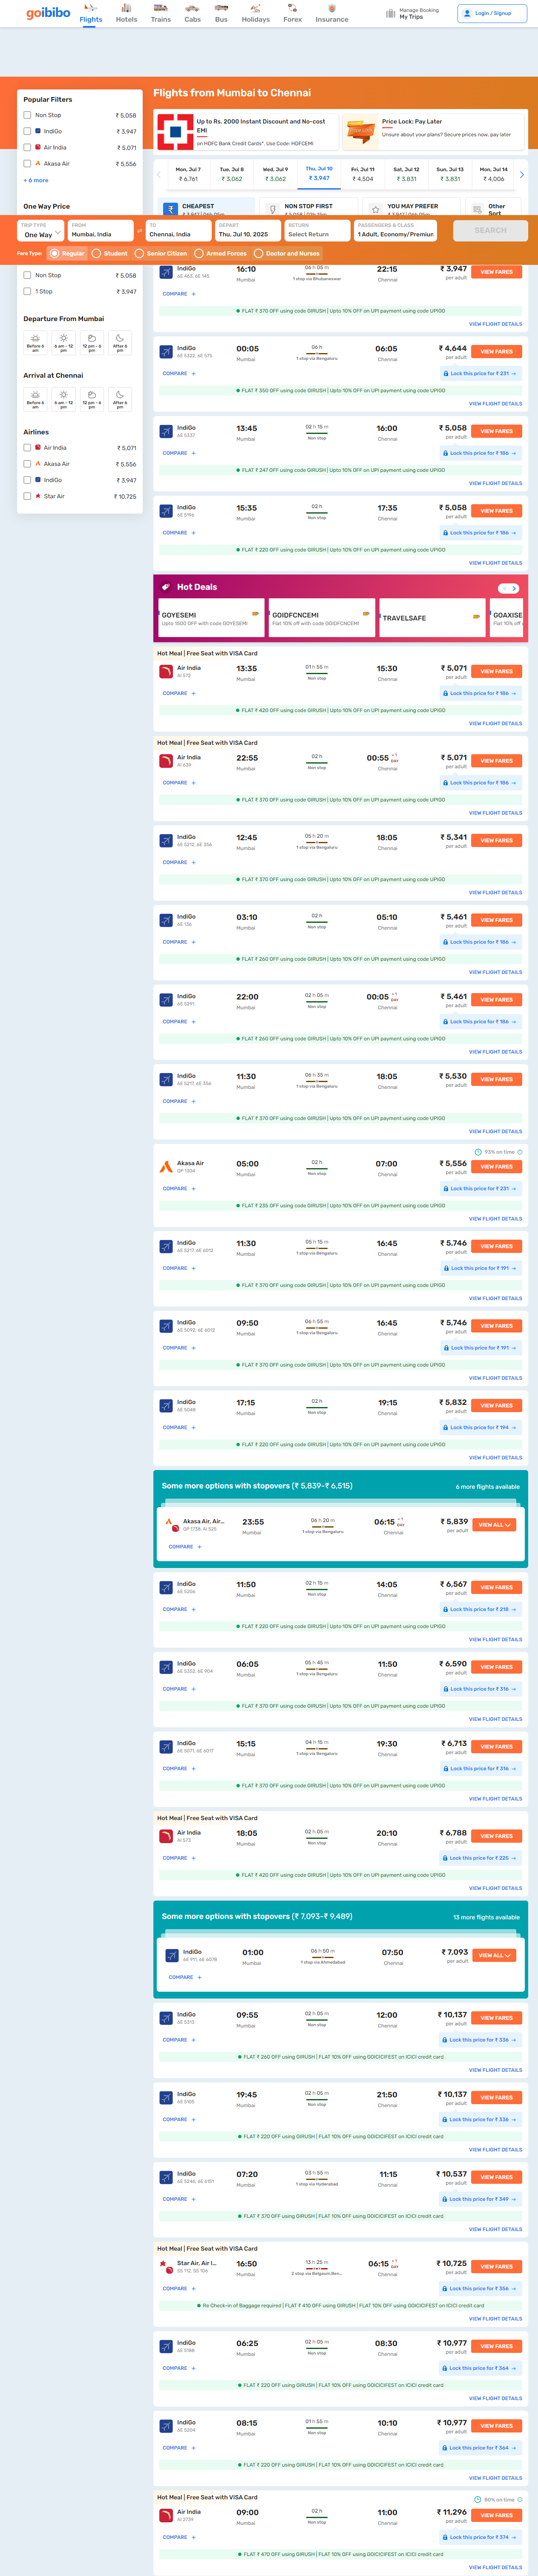 goibibo
Flights
Hotels
Trains
Cabs
Bus
Holidays
Forex
Insurance
Manage Booking
My Trips
Login / Signup
Flights from Mumbai to Chennai
Popular Filters
Non Stop ₹ 5,058
IndiGo ₹ 3,947
Air India ₹ 5,071
Akasa Air ₹ 5,556
+ 6 more
One Way Price
Up to Rs. 2000 Instant Discount and No-cost
EMI
on HDFC Bank Credit Cards*. Use Code: HDFCEMI
Price Lock: Pay Later
Unsure about your plans? Secure prices now, pay later
Mon, Jul 7 Tue, Jul 8 Wed, Jul 9 Thu, Jul 10 Fri, Jul 11 Sat, Jul 12 Sun, Jul 13 Mon, Jul 14
₹ 6,761 ₹ 3,062 ₹ 3,062 ₹ 3,947 ₹ 4,504 ₹ 3,831 ₹ 3,831 ₹ 4,006
CHEAPEST
NON STOP FIRST
YOU MAY PREFER
Other
Sort
TRIP TYPE
One Way
FROM
Mumbai, India
TO
Chennai, India
DEPART
Thu, Jul 10, 2025
RETURN
Select Return
PASSENGERS & CLASS
1 Adult, Economy/Premium
SEARCH
Fare Type: Regular Student Senior Citizen Armed Forces Doctor and Nurses
Non Stop ₹ 5,058
1 Stop ₹ 3,947
Departure From Mumbai
Before 6 am
6 am - 12 pm
12 pm - 6 pm
After 6 pm
Arrival at Chennai
Before 6 am
6 am - 12 pm
12 pm - 6 pm
After 6 pm
Airlines
Air India ₹ 5,071
Akasa Air ₹ 5,556
IndiGo ₹ 3,947
Star Air ₹ 10,725
IndiGo 16:10 06 h 05 m 22:15 ₹ 3,947 VIEW FARES
6E 463, 6E 145 Mumbai 1 stop via Bhubaneswar Chennai per adult
COMPARE +
FLAT ₹ 370 OFF using code GIRUSH | Upto 10% OFF on UPI payment using code UPIGO
VIEW FLIGHT DETAILS
IndiGo 00:05 06 h 06:05 ₹ 4,644 VIEW FARES
6E 5322, 6E 575 Mumbai 1 stop via Bengaluru Chennai per adult
COMPARE + Lock this price for ₹ 231 →
FLAT ₹ 350 OFF using code GIRUSH | Upto 10% OFF on UPI payment using code UPIGO
VIEW FLIGHT DETAILS
IndiGo 13:45 02 h 15 m 16:00 ₹ 5,058 VIEW FARES
6E 5337 Mumbai Non stop Chennai per adult
COMPARE + Lock this price for ₹ 186 →
FLAT ₹ 247 OFF using code GIRUSH | Upto 10% OFF on UPI payment using code UPIGO
VIEW FLIGHT DETAILS
IndiGo 15:35 02 h 17:35 ₹ 5,058 VIEW FARES
6E 5196 Mumbai Non stop Chennai per adult
COMPARE + Lock this price for ₹ 186 →
FLAT ₹ 220 OFF using code GIRUSH | Upto 10% OFF on UPI payment using code UPIGO
VIEW FLIGHT DETAILS
Hot Deals
GOYESEMI
Upto 1500 OFF with code GOYESEMI
GOIDFCNCEMI
Flat 10% off with code GOIDFCNCEMI
TRAVELSAFE
GOAXISE
Flat 10% off
Hot Meal | Free Seat with VISA Card
Air India 13:35 01 h 55 m 15:30 ₹ 5,071 VIEW FARES
AI 572 Mumbai Non stop Chennai per adult
COMPARE + Lock this price for ₹ 186 →
FLAT ₹ 420 OFF using code GIRUSH | Upto 10% OFF on UPI payment using code UPIGO
VIEW FLIGHT DETAILS
Hot Meal | Free Seat with VISA Card
Air India 22:55 02 h 00:55 +1 DAY ₹ 5,071 VIEW FARES
AI 639 Mumbai Non stop Chennai per adult
COMPARE + Lock this price for ₹ 186 →
FLAT ₹ 370 OFF using code GIRUSH | Upto 10% OFF on UPI payment using code UPIGO
VIEW FLIGHT DETAILS
IndiGo 12:45 05 h 20 m 18:05 ₹ 5,341 VIEW FARES
6E 5212, 6E 356 Mumbai 1 stop via Bengaluru Chennai per adult
COMPARE +
FLAT ₹ 370 OFF using code GIRUSH | Upto 10% OFF on UPI payment using code UPIGO
VIEW FLIGHT DETAILS
IndiGo 03:10 02 h 05:10 ₹ 5,461 VIEW FARES
6E 136 Mumbai Non stop Chennai per adult
COMPARE + Lock this price for ₹ 186 →
FLAT ₹ 260 OFF using code GIRUSH | Upto 10% OFF on UPI payment using code UPIGO
VIEW FLIGHT DETAILS
IndiGo 22:00 02 h 05 m 00:05 +1 DAY ₹ 5,461 VIEW FARES
6E 5291 Mumbai Non stop Chennai per adult
COMPARE + Lock this price for ₹ 186 →
FLAT ₹ 260 OFF using code GIRUSH | Upto 10% OFF on UPI payment using code UPIGO
VIEW FLIGHT DETAILS
IndiGo 11:30 06 h 35 m 18:05 ₹ 5,530 VIEW FARES
6E 5217, 6E 356 Mumbai 1 stop via Bengaluru Chennai per adult
COMPARE +
FLAT ₹ 370 OFF using code GIRUSH | Upto 10% OFF on UPI payment using code UPIGO
VIEW FLIGHT DETAILS
93% on time
Akasa Air 05:00 02 h 07:00 ₹ 5,556 VIEW FARES
QP 1304 Mumbai Non stop Chennai per adult
COMPARE + Lock this price for ₹ 231 →
FLAT ₹ 235 OFF using code GIRUSH | Upto 10% OFF on UPI payment using code UPIGO
VIEW FLIGHT DETAILS
IndiGo 11:30 05 h 15 m 16:45 ₹ 5,746 VIEW FARES
6E 5217, 6E 6012 Mumbai 1 stop via Bengaluru Chennai per adult
COMPARE + Lock this price for ₹ 191 →
FLAT ₹ 370 OFF using code GIRUSH | Upto 10% OFF on UPI payment using code UPIGO
VIEW FLIGHT DETAILS
IndiGo 09:50 06 h 55 m 16:45 ₹ 5,746 VIEW FARES
6E 5093, 6E 6012 Mumbai 1 stop via Bengaluru Chennai per adult
COMPARE + Lock this price for ₹ 191 →
FLAT ₹ 370 OFF using code GIRUSH | Upto 10% OFF on UPI payment using code UPIGO
VIEW FLIGHT DETAILS
IndiGo 17:15 02 h 19:15 ₹ 5,832 VIEW FARES
6E 5048 Mumbai Non stop Chennai per adult
COMPARE + Lock this price for ₹ 194 →
FLAT ₹ 220 OFF using code GIRUSH | Upto 10% OFF on UPI payment using code UPIGO
VIEW FLIGHT DETAILS
Some more options with stopovers (₹ 5,839-₹ 6,515) 6 more flights available
Akasa Air, Air... 23:55 06 h 20 m 06:15 +1 DAY ₹ 5,839 VIEW ALL
QP 1738, AI 525 Mumbai 1 stop via Bengaluru Chennai per adult
COMPARE +
IndiGo 11:50 02 h 15 m 14:05 ₹ 6,567 VIEW FARES
6E 5206 Mumbai Non stop Chennai per adult
COMPARE + Lock this price for ₹ 218 →
FLAT ₹ 220 OFF using code GIRUSH | Upto 10% OFF on UPI payment using code UPIGO
VIEW FLIGHT DETAILS
IndiGo 06:05 05 h 45 m 11:50 ₹ 6,590 VIEW FARES
6E 5352, 6E 904 Mumbai 1 stop via Bengaluru Chennai per adult
COMPARE + Lock this price for ₹ 316 →
FLAT ₹ 370 OFF using code GIRUSH | Upto 10% OFF on UPI payment using code UPIGO
VIEW FLIGHT DETAILS
IndiGo 15:15 04 h 15 m 19:30 ₹ 6,713 VIEW FARES
6E 5071, 6E 6017 Mumbai 1 stop via Bengaluru Chennai per adult
COMPARE + Lock this price for ₹ 316 →
FLAT ₹ 370 OFF using code GIRUSH | Upto 10% OFF on UPI payment using code UPIGO
VIEW FLIGHT DETAILS
Hot Meal | Free Seat with VISA Card
Air India 18:05 02 h 05 m 20:10 ₹ 6,788 VIEW FARES
AI 573 Mumbai Non stop Chennai per adult
COMPARE + Lock this price for ₹ 225 →
FLAT ₹ 420 OFF using code GIRUSH | Upto 10% OFF on UPI payment using code UPIGO
VIEW FLIGHT DETAILS
Some more options with stopovers (₹ 7,093-₹ 9,489) 13 more flights available
IndiGo 01:00 06 h 50 m 07:50 ₹ 7,093 VIEW ALL
6E 911, 6E 6078 Mumbai 1 stop via Ahmedabad Chennai per adult
COMPARE +
IndiGo 09:55 02 h 05 m 12:00 ₹ 10,137 VIEW FARES
6E 5313 Mumbai Non stop Chennai per adult
COMPARE + Lock this price for ₹ 336 →
FLAT ₹ 260 OFF using GIRUSH | FLAT 10% OFF using GOICICIFEST on ICICI credit card
VIEW FLIGHT DETAILS
IndiGo 19:45 02 h 05 m 21:50 ₹ 10,137 VIEW FARES
6E 5105 Mumbai Non stop Chennai per adult
COMPARE + Lock this price for ₹ 336 →
FLAT ₹ 220 OFF using GIRUSH | FLAT 10% OFF using GOICICIFEST on ICICI credit card
VIEW FLIGHT DETAILS
IndiGo 07:20 03 h 55 m 11:15 ₹ 10,537 VIEW FARES
6E 5246, 6E 6151 Mumbai 1 stop via Hyderabad Chennai per adult
COMPARE + Lock this price for ₹ 349 →
FLAT ₹ 370 OFF using GIRUSH | FLAT 10% OFF using GOICICIFEST on ICICI credit card
VIEW FLIGHT DETAILS
Hot Meal | Free Seat with VISA Card
Star Air, Air I... 16:50 13 h 25 m 06:15 +1 DAY ₹ 10,725 VIEW FARES
S5 112, S5 106 Mumbai 2 stop via Belgaum,Ben... Chennai per adult
COMPARE + Lock this price for ₹ 356 →
Re Check-in of Baggage required | FLAT ₹ 410 OFF using GIRUSH | FLAT 10% OFF using GOICICIFEST on ICICI credit card
VIEW FLIGHT DETAILS
IndiGo 06:25 02 h 05 m 08:30 ₹ 10,977 VIEW FARES
6E 5188 Mumbai Non stop Chennai per adult
COMPARE + Lock this price for ₹ 364 →
FLAT ₹ 220 OFF using GIRUSH | FLAT 10% OFF using GOICICIFEST on ICICI credit card
VIEW FLIGHT DETAILS
IndiGo 08:15 01 h 55 m 10:10 ₹ 10,977 VIEW FARES
6E 5204 Mumbai Non stop Chennai per adult
COMPARE + Lock this price for ₹ 364 →
FLAT ₹ 220 OFF using GIRUSH | FLAT 10% OFF using GOICICIFEST on ICICI credit card
VIEW FLIGHT DETAILS
Hot Meal | Free Seat with VISA Card 80% on time
Air India 09:00 02 h 11:00 ₹ 11,296 VIEW FARES
AI 2739 Mumbai Non stop Chennai per adult
COMPARE + Lock this price for ₹ 374 →
FLAT ₹ 470 OFF using GIRUSH | FLAT 10% OFF using GOICICIFEST on ICICI credit card
VIEW FLIGHT DETAILS